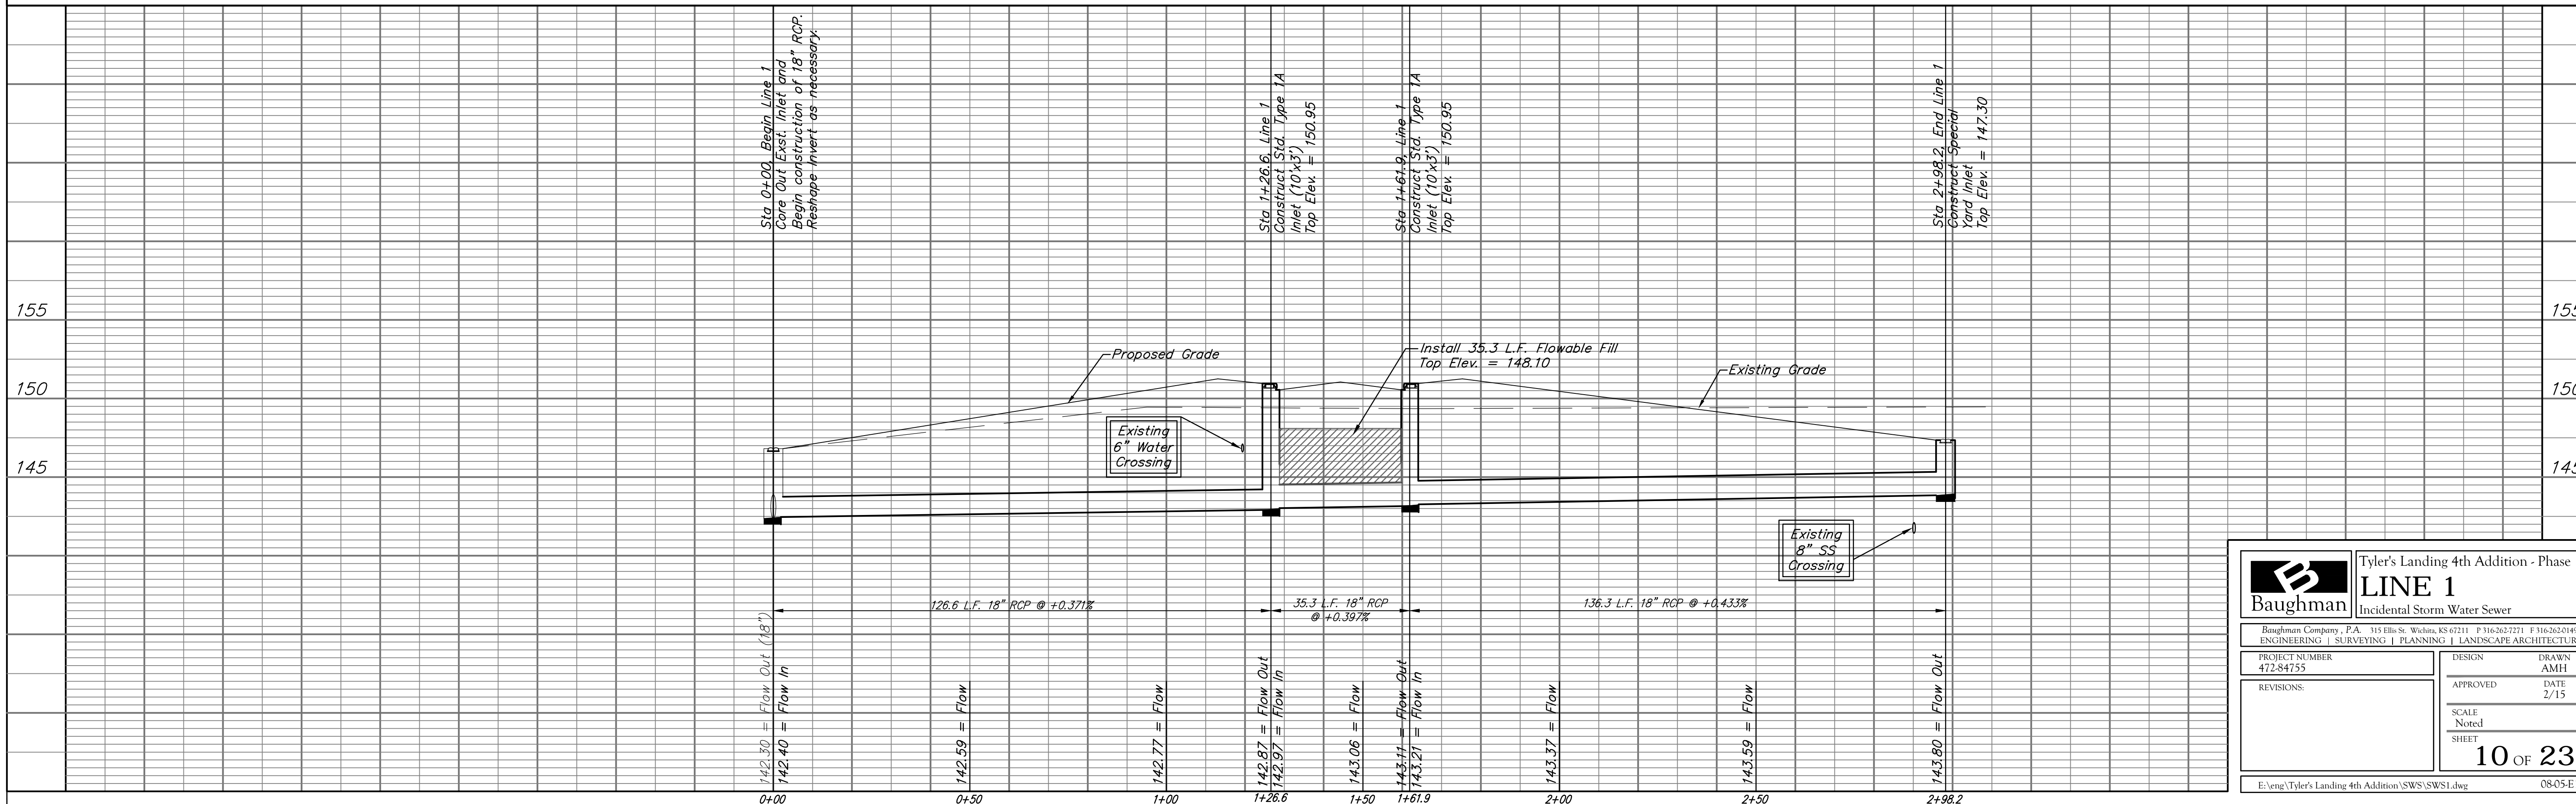 Sta 0+00, Begin Line 1
Core Out Exst. Inlet and
Begin construction of 18" RCP.
Reshape Invert as necessary.
Sta 1+26.6, Line 1
Construct Std. Type 1A
Inlet (10'x3')
Top Elev. = 150.95
Sta 1+61.9, Line 1
Construct Std. Type 1A
Inlet (10'x3')
Top Elev. = 150.95
Sta 2+98.2, End Line 1
Construct Special
Yard Inlet
Top Elev. = 147.30
155
150
145
155
150
145
Proposed Grade
Install 35.3 L.F. Flowable Fill
Top Elev. = 148.10
Existing Grade
Existing
6" Water
Crossing
Existing
8" SS
Crossing
126.6 L.F. 18" RCP @ +0.371%
35.3 L.F. 18" RCP
@ +0.397%
136.3 L.F. 18" RCP @ +0.433%
142.30 = Flow Out (18")
142.40 = Flow In
142.59 = Flow
142.77 = Flow
142.87 = Flow Out
142.97 = Flow In
143.06 = Flow
143.11 = Flow Out
143.21 = Flow In
143.37 = Flow
143.59 = Flow
143.80 = Flow Out
0+00
0+50
1+00
1+26.6
1+50
1+61.9
2+00
2+50
2+98.2
Baughman
Tyler's Landing 4th Addition - Phase
LINE 1
Incidental Storm Water Sewer
Baughman Company, P.A. 315 Ellis St. Wichita, KS 67211 P 316-262-7271 F 316-262-0149
ENGINEERING | SURVEYING | PLANNING | LANDSCAPE ARCHITECTURE
PROJECT NUMBER
472-84755
DESIGN
DRAWN
AMH
REVISIONS:
APPROVED
DATE
2/15
SCALE
Noted
SHEET
10 OF 23
E:\eng\Tyler's Landing 4th Addition\SWS\SWS1.dwg
08-05-E